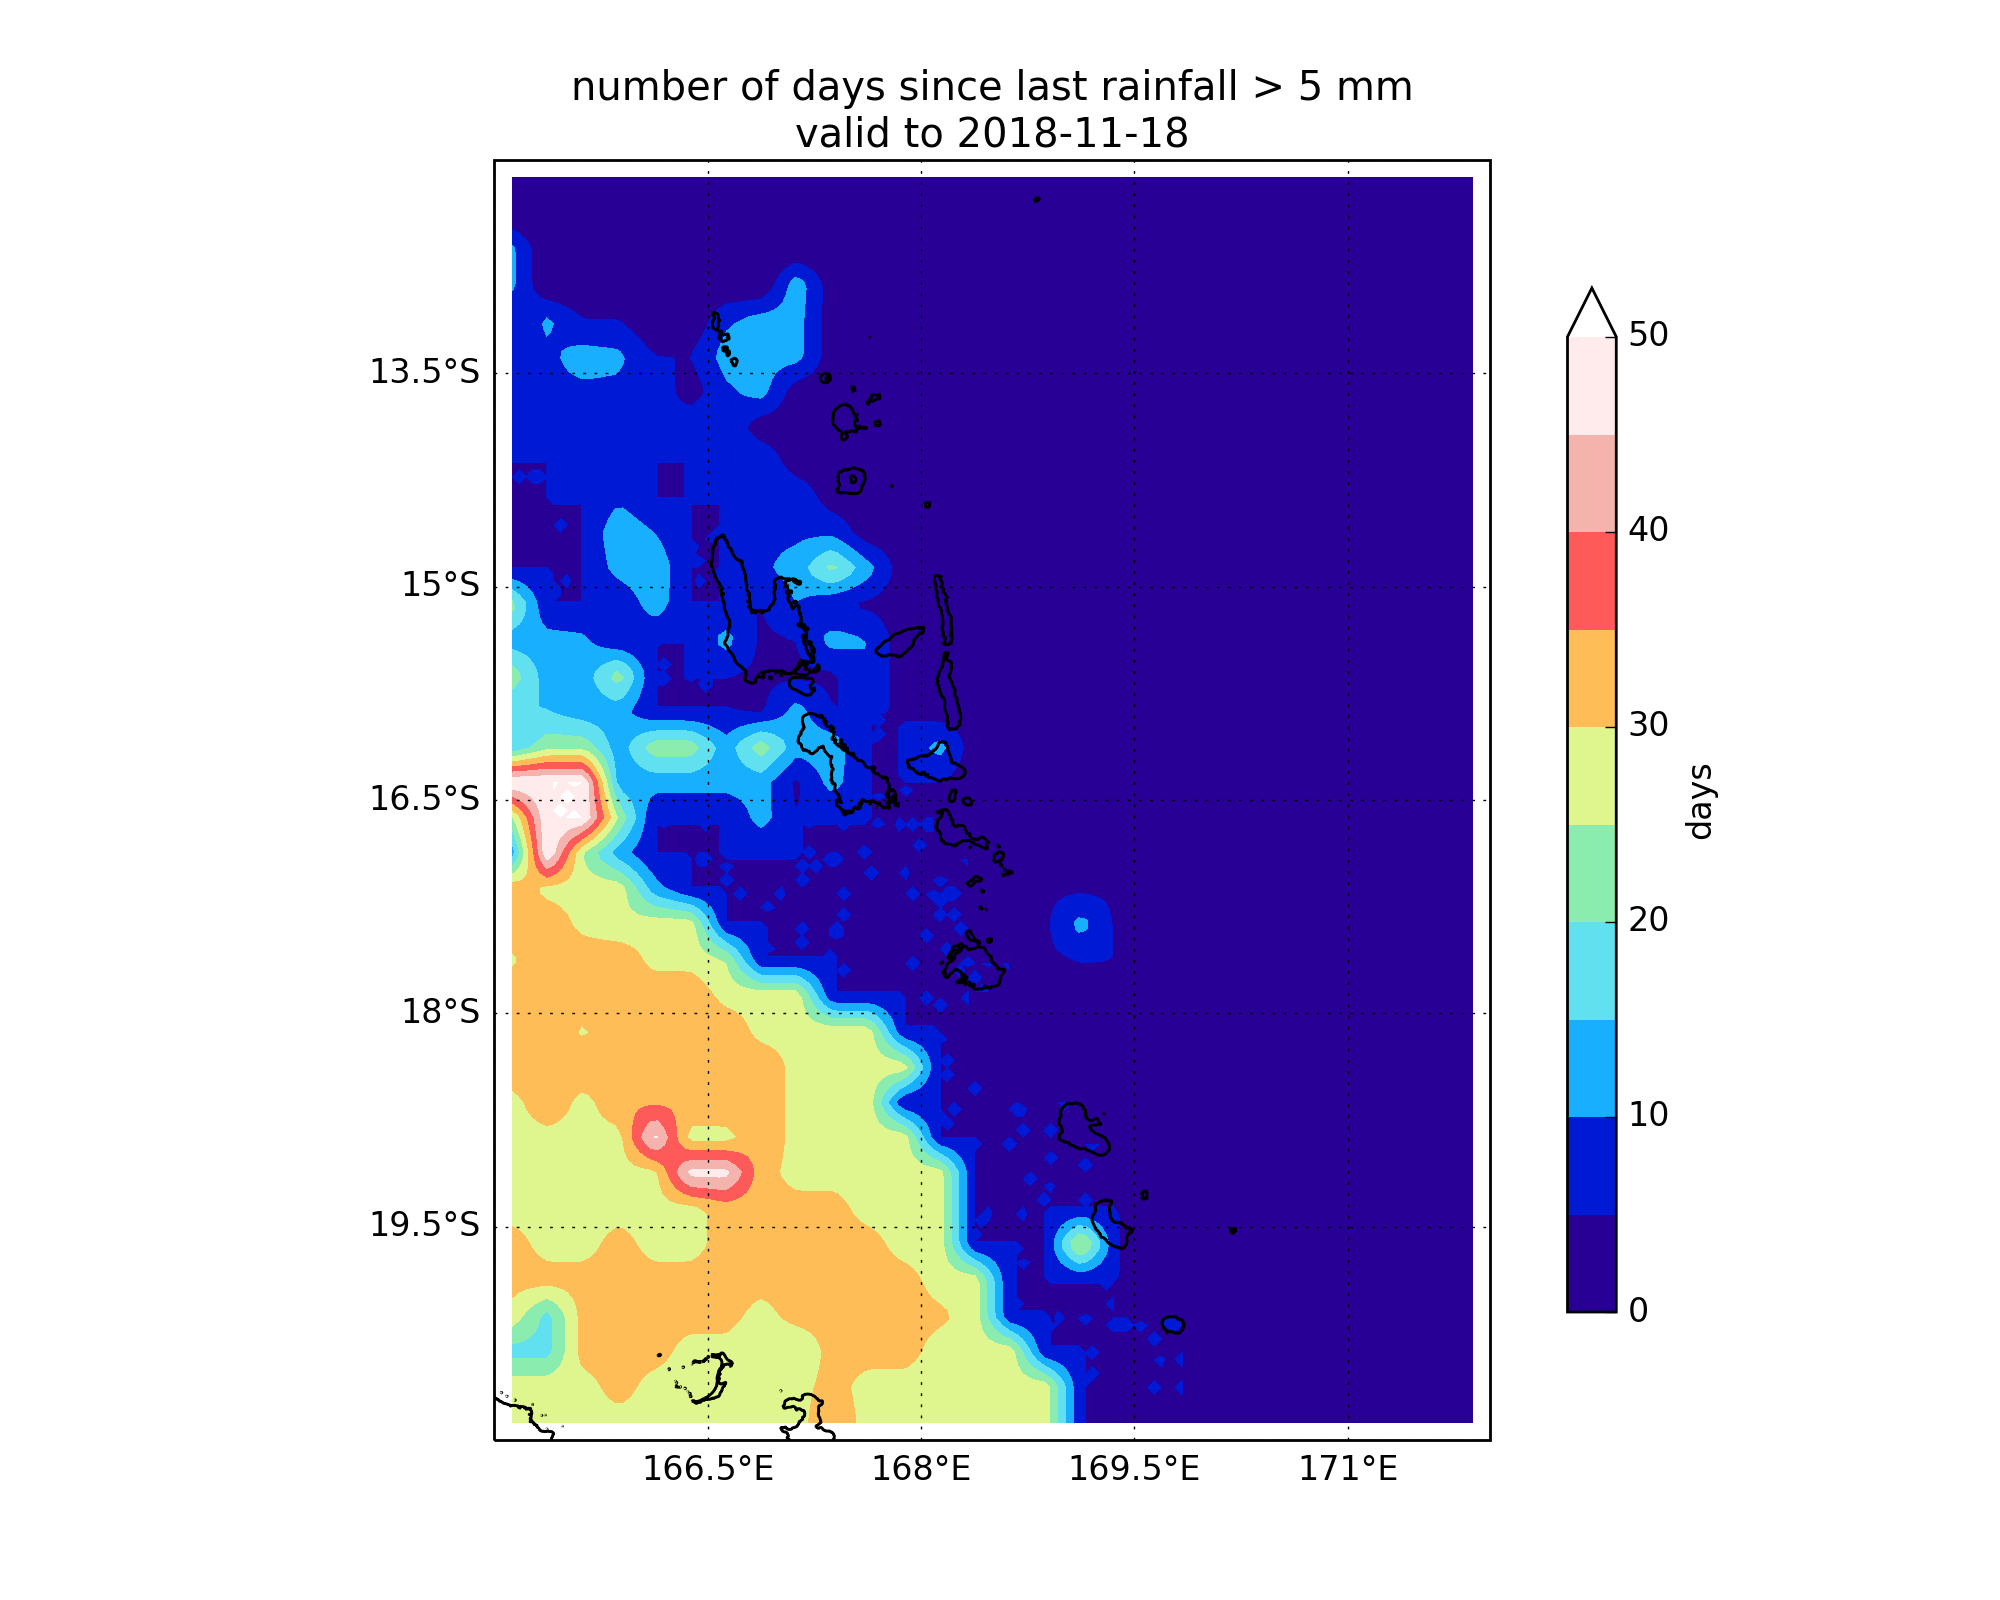 number of days since last rainfall > 5 mm
valid to 2018-11-18
13.5°S
15°S
16.5°S
18°S
19.5°S
166.5°E
168°E
169.5°E
171°E
50
40
30
20
10
0
days